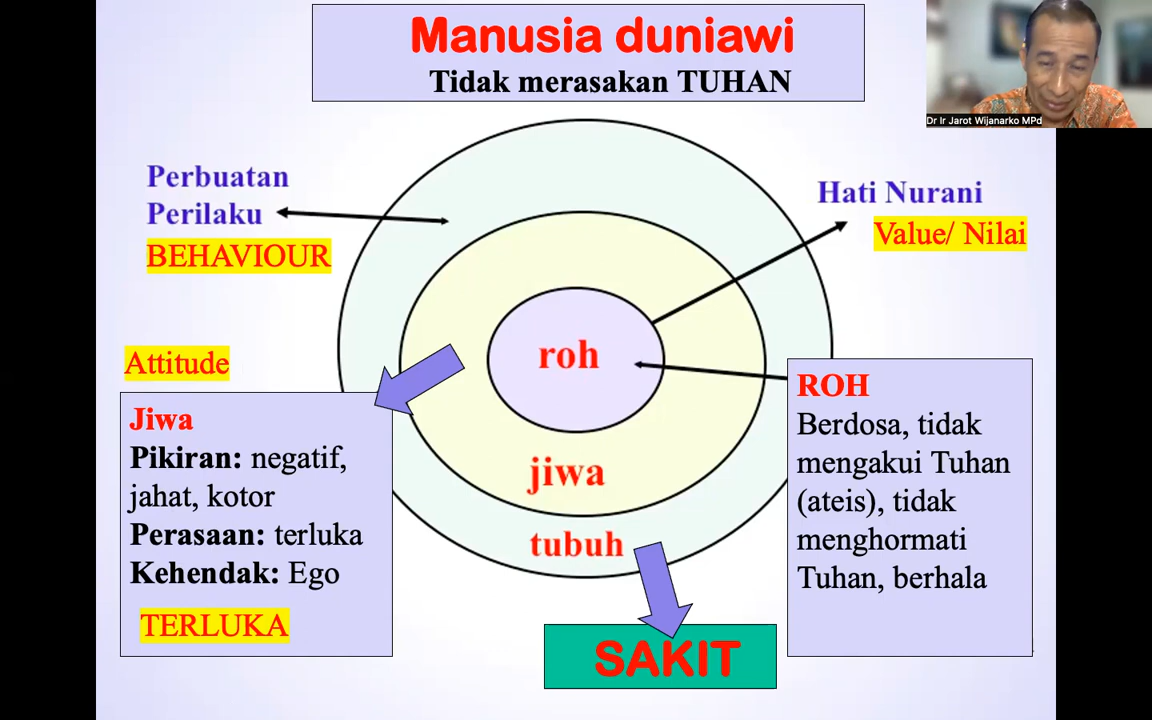 Manusia duniawi
Tidak merasakan TUHAN
Dr Ir Jarot Wijanarko MPd
Perbuatan
Perilaku
BEHAVIOUR
Hati Nurani
Value/ Nilai
roh
jiwa
tubuh
Attitude
Jiwa
Pikiran: negatif,
jahat, kotor
Perasaan: terluka
Kehendak: Ego
TERLUKA
ROH
Berdosa, tidak
mengakui Tuhan
(ateis), tidak
menghormati
Tuhan, berhala
SAKIT